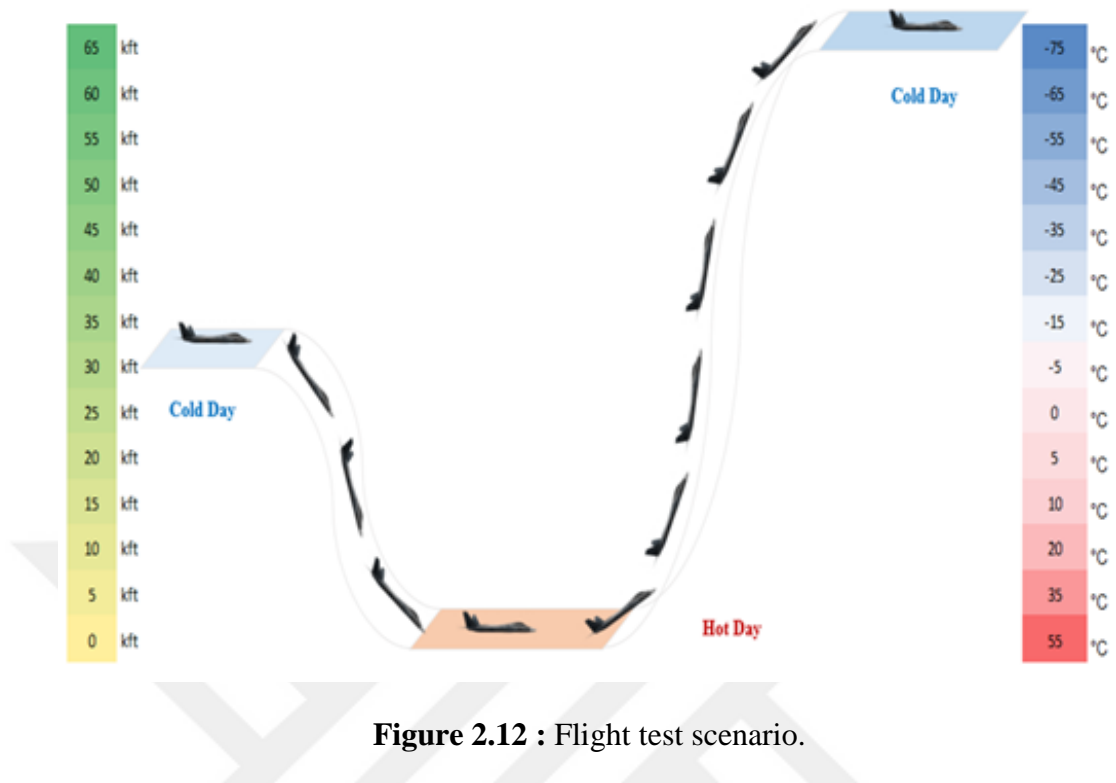 65 kft -75 °C
60 kft -65 °C
Cold Day
55 kft -55 °C
50 kft -45 °C
45 kft -35 °C
40 kft -25 °C
35 kft -15 °C
30 kft -5 °C
25 kft Cold Day 0 °C
20 kft 5 °C
15 kft 10 °C
10 kft 20 °C
5 kft 35 °C
Hot Day
0 kft 55 °C
Figure 2.12 : Flight test scenario.